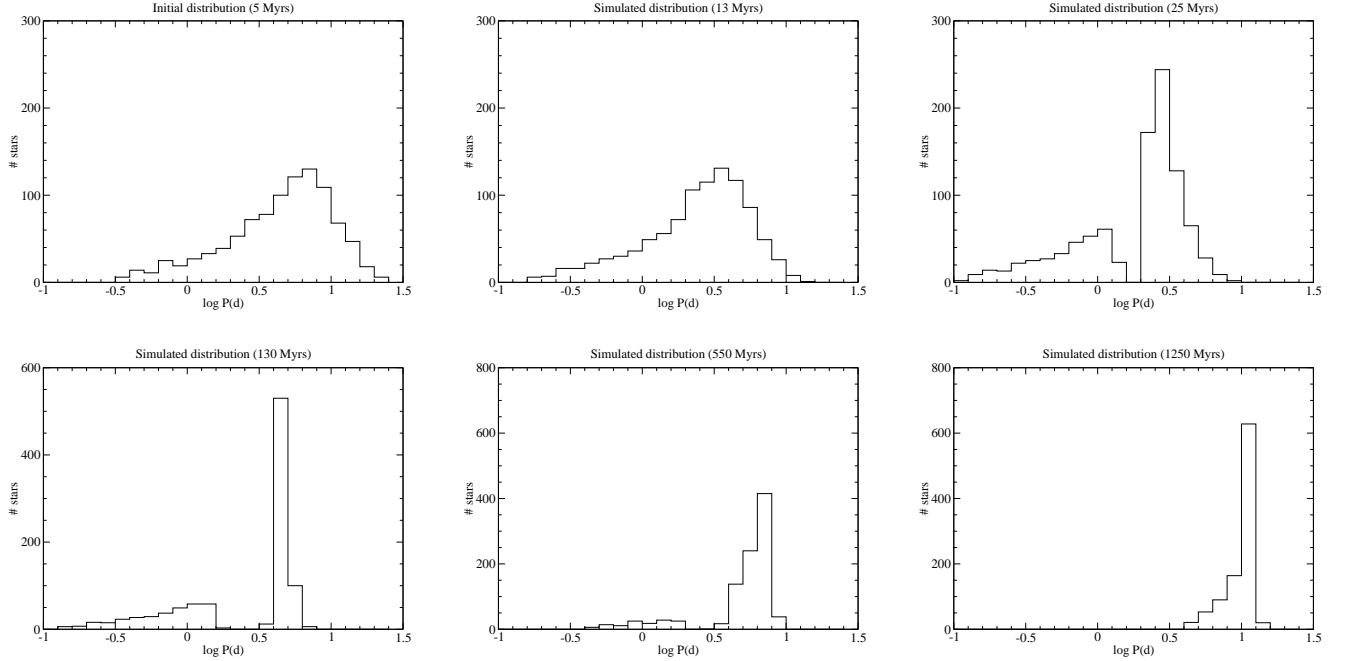 Initial distribution (5 Myrs)
300
200
100
0
# stars
-1 -0.5 0 0.5 1 1.5
log P(d)
Simulated distribution (13 Myrs)
300
200
100
0
# stars
-1 -0.5 0 0.5 1 1.5
log P(d)
Simulated distribution (25 Myrs)
300
200
100
0
# stars
-1 -0.5 0 0.5 1 1.5
log P(d)
Simulated distribution (130 Myrs)
600
400
200
0
# stars
-1 -0.5 0 0.5 1 1.5
log P(d)
Simulated distribution (550 Myrs)
800
600
400
200
0
# stars
-1 -0.5 0 0.5 1 1.5
log P(d)
Simulated distribution (1250 Myrs)
800
600
400
200
0
# stars
-1 -0.5 0 0.5 1 1.5
log P(d)